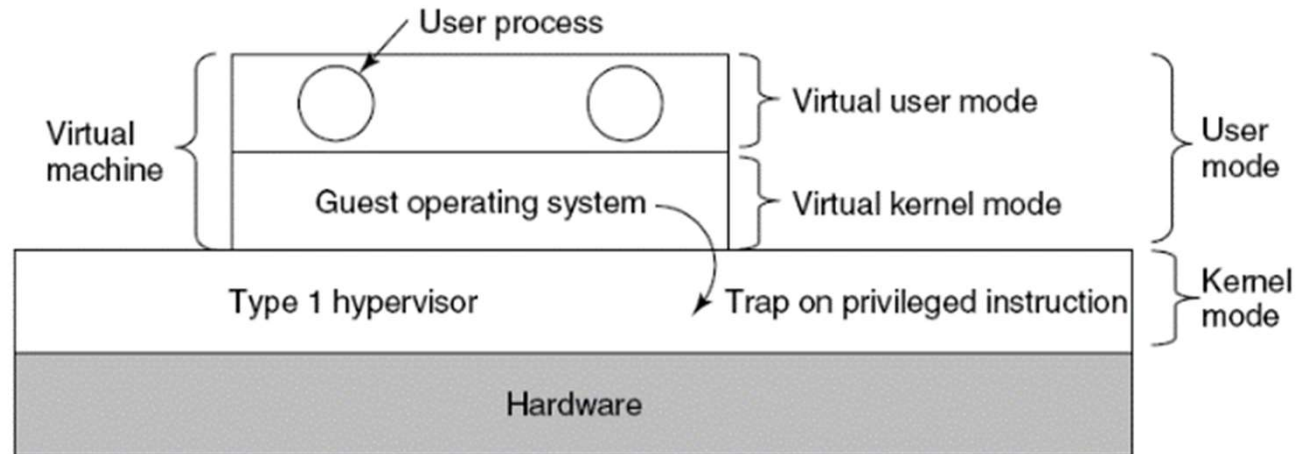 User process
Virtual user mode
Virtual
machine
User
mode
Guest operating system
Virtual kernel mode
Type 1 hypervisor
Trap on privileged instruction
Kernel
mode
Hardware